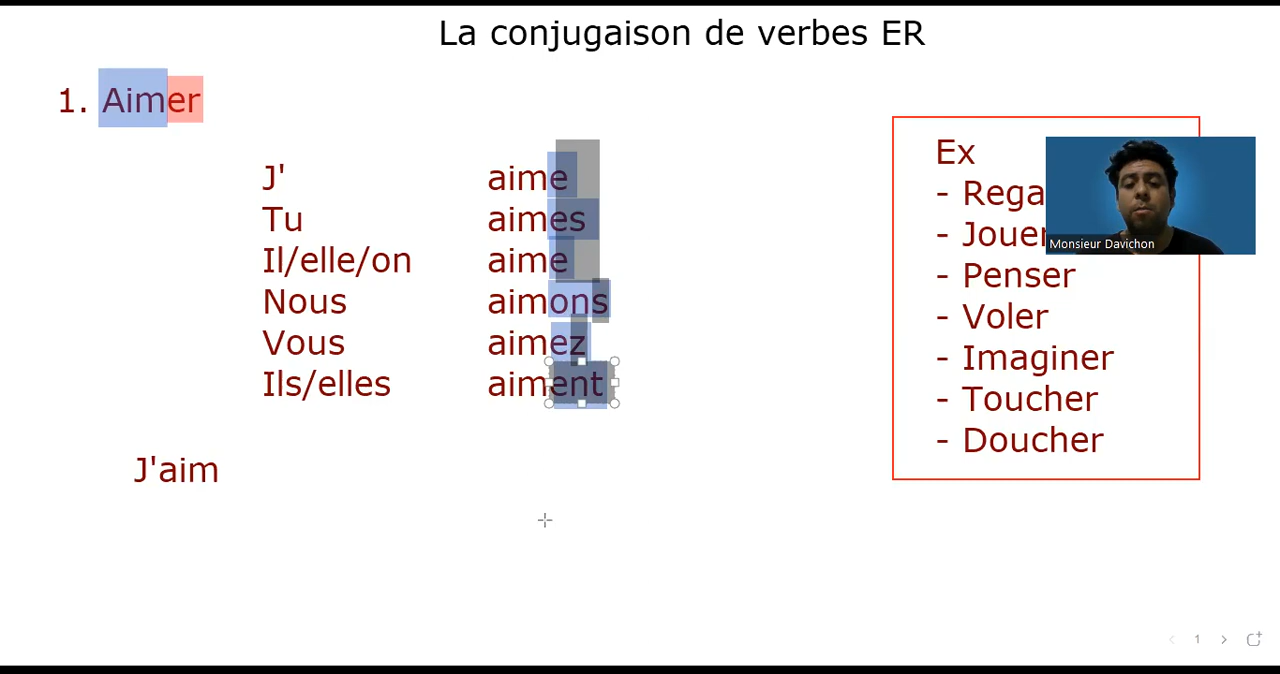 La conjugaison de verbes ER
1. Aimer
J' aime
Tu aimes
Il/elle/on aime
Nous aimons
Vous aimez
Ils/elles aiment
J'aim
Ex
-
- Jouer
- Penser
- Voler
- Imaginer
- Toucher
- Doucher
Monsieur Davichon
1